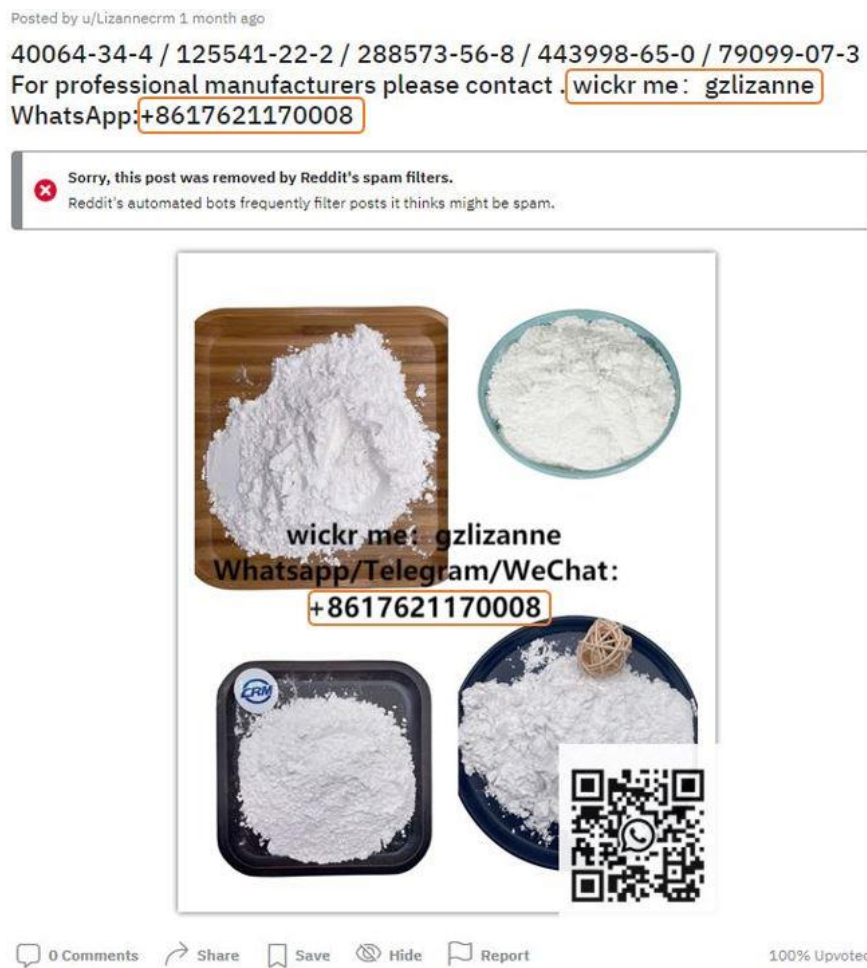 Posted by u/Lizannecrm 1 month ago
40064-34-4 / 125541-22-2 / 288573-56-8 / 443998-65-0 / 79099-07-3
For professional manufacturers please contact . wickr me： gzlizanne
WhatsApp:+8617621170008
Sorry, this post was removed by Reddit's spam filters.
Reddit's automated bots frequently filter posts it thinks might be spam.
wickr me： gzlizanne
Whatsapp/Telegram/WeChat：
+8617621170008
CRM
0 Comments Share Save Hide Report 100% Upvoted